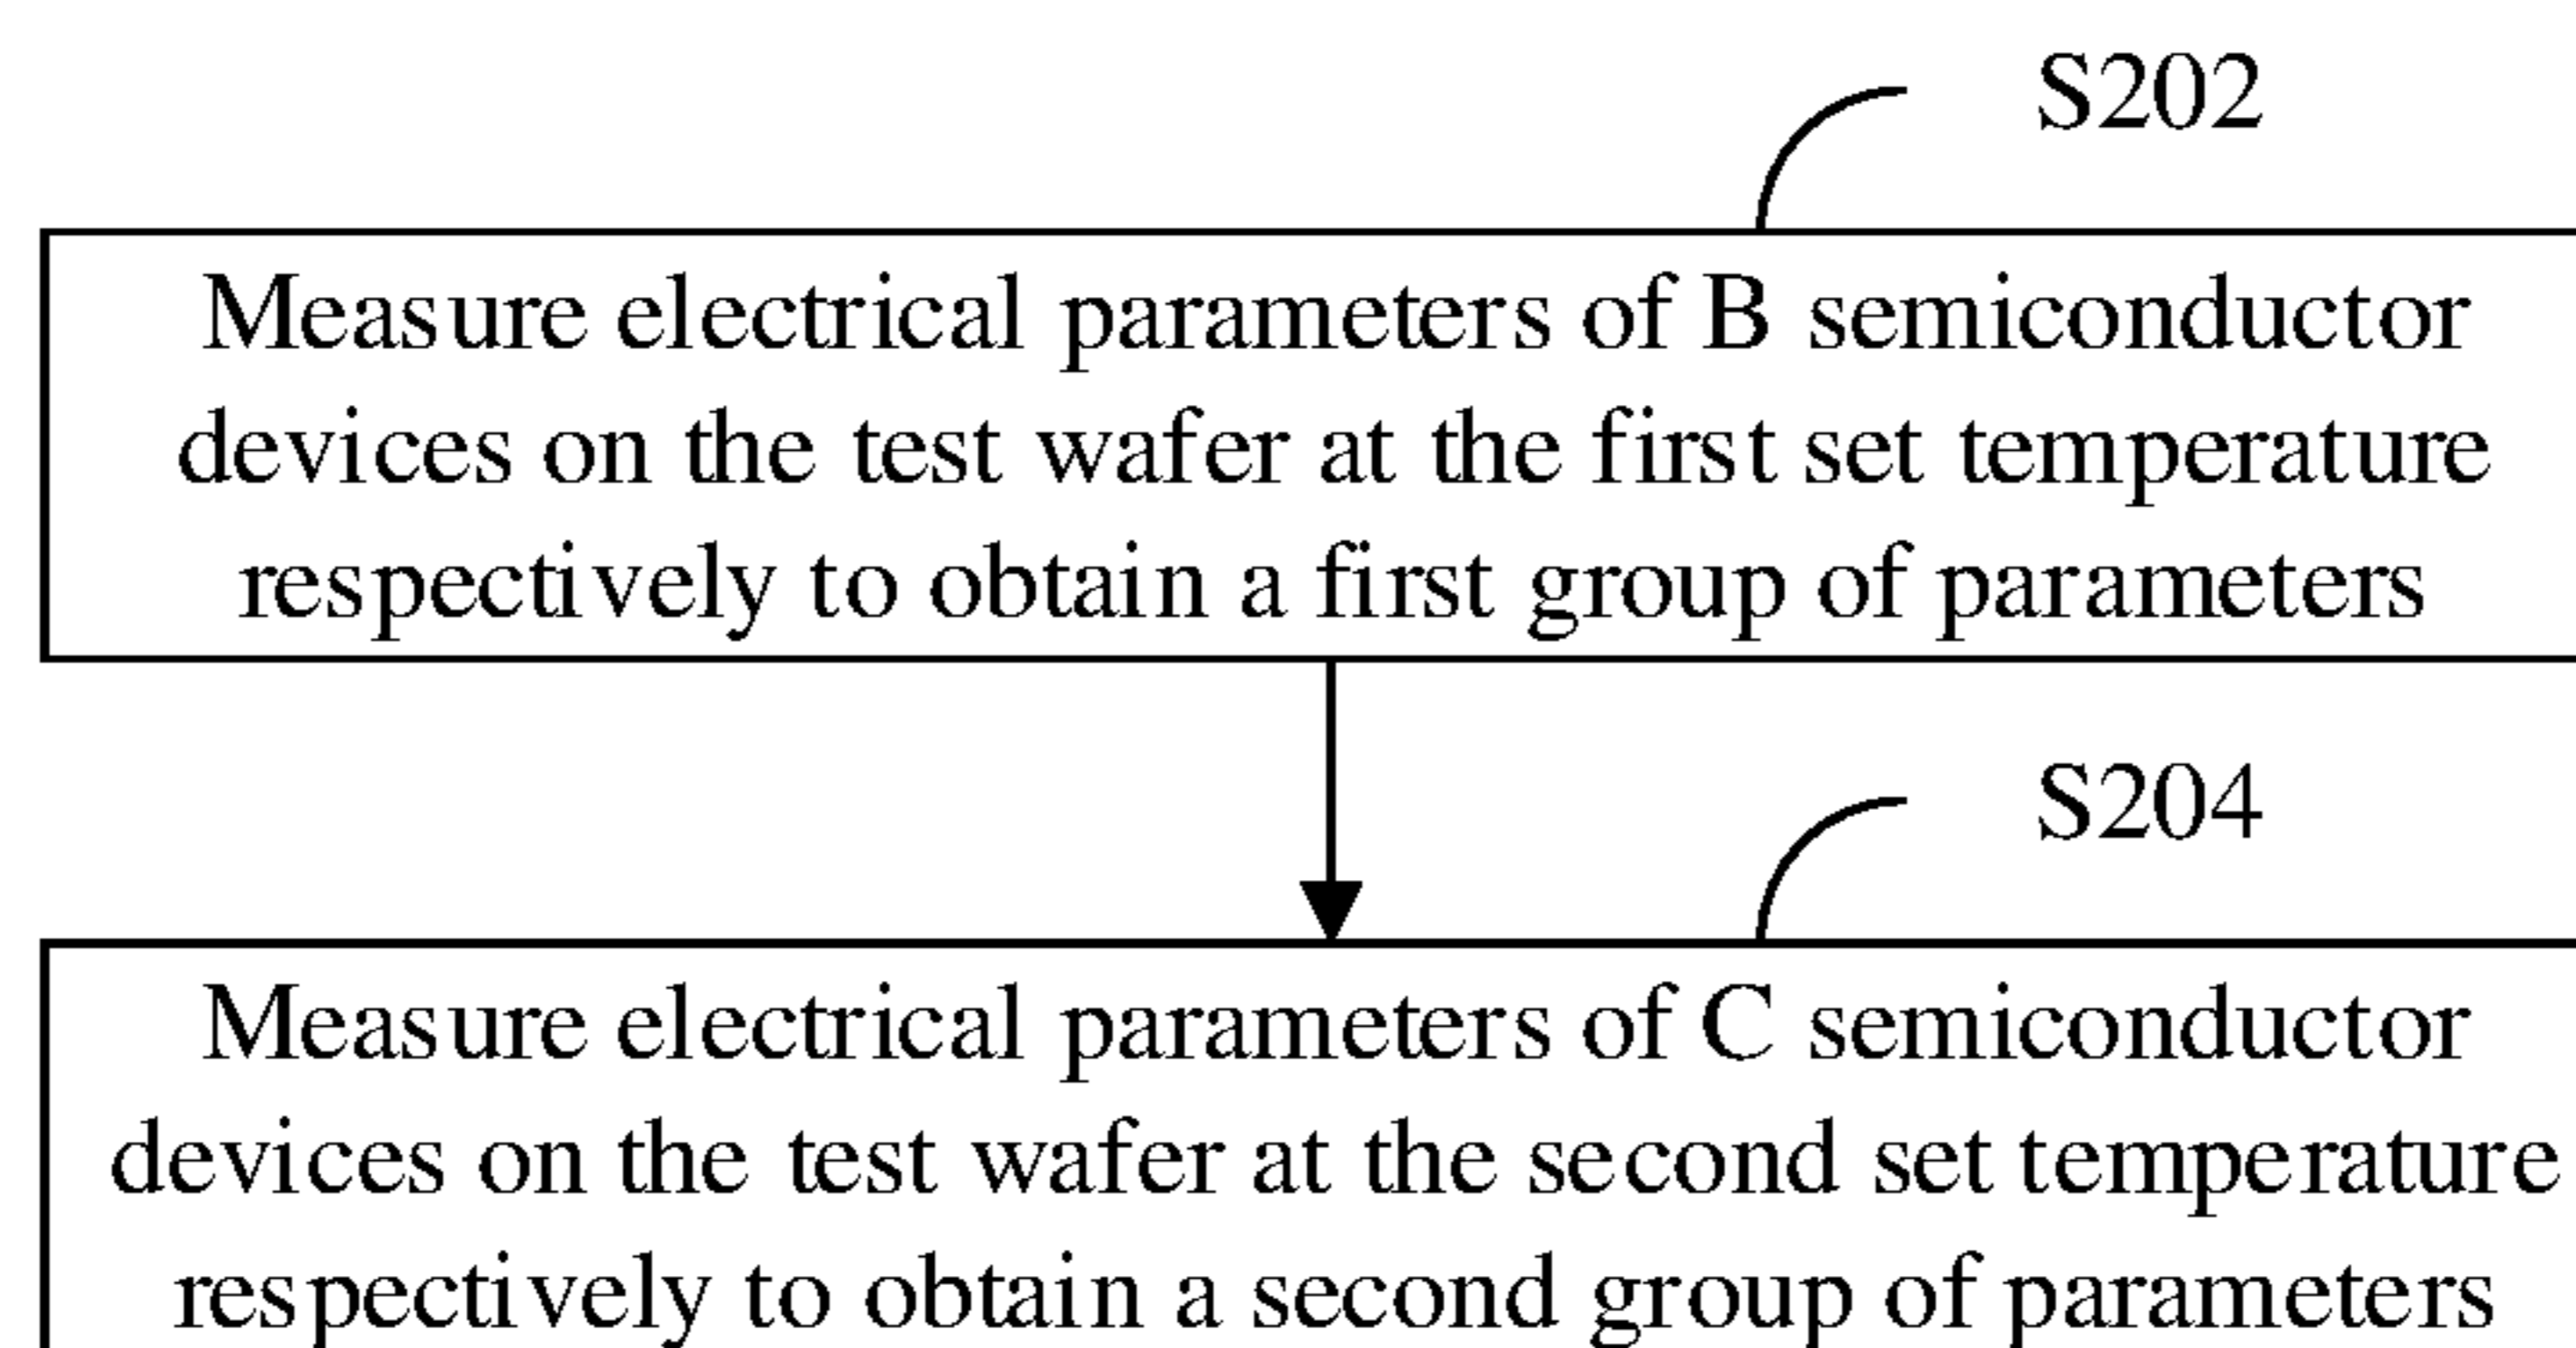 S202
Measure electrical parameters of B semiconductor
devices on the test wafer at the first set temperature
respectively to obtain a first group of parameters
S204
Measure electrical parameters of C semiconductor
devices on the test wafer at the second set temperature
respectively to obtain a second group of parameters